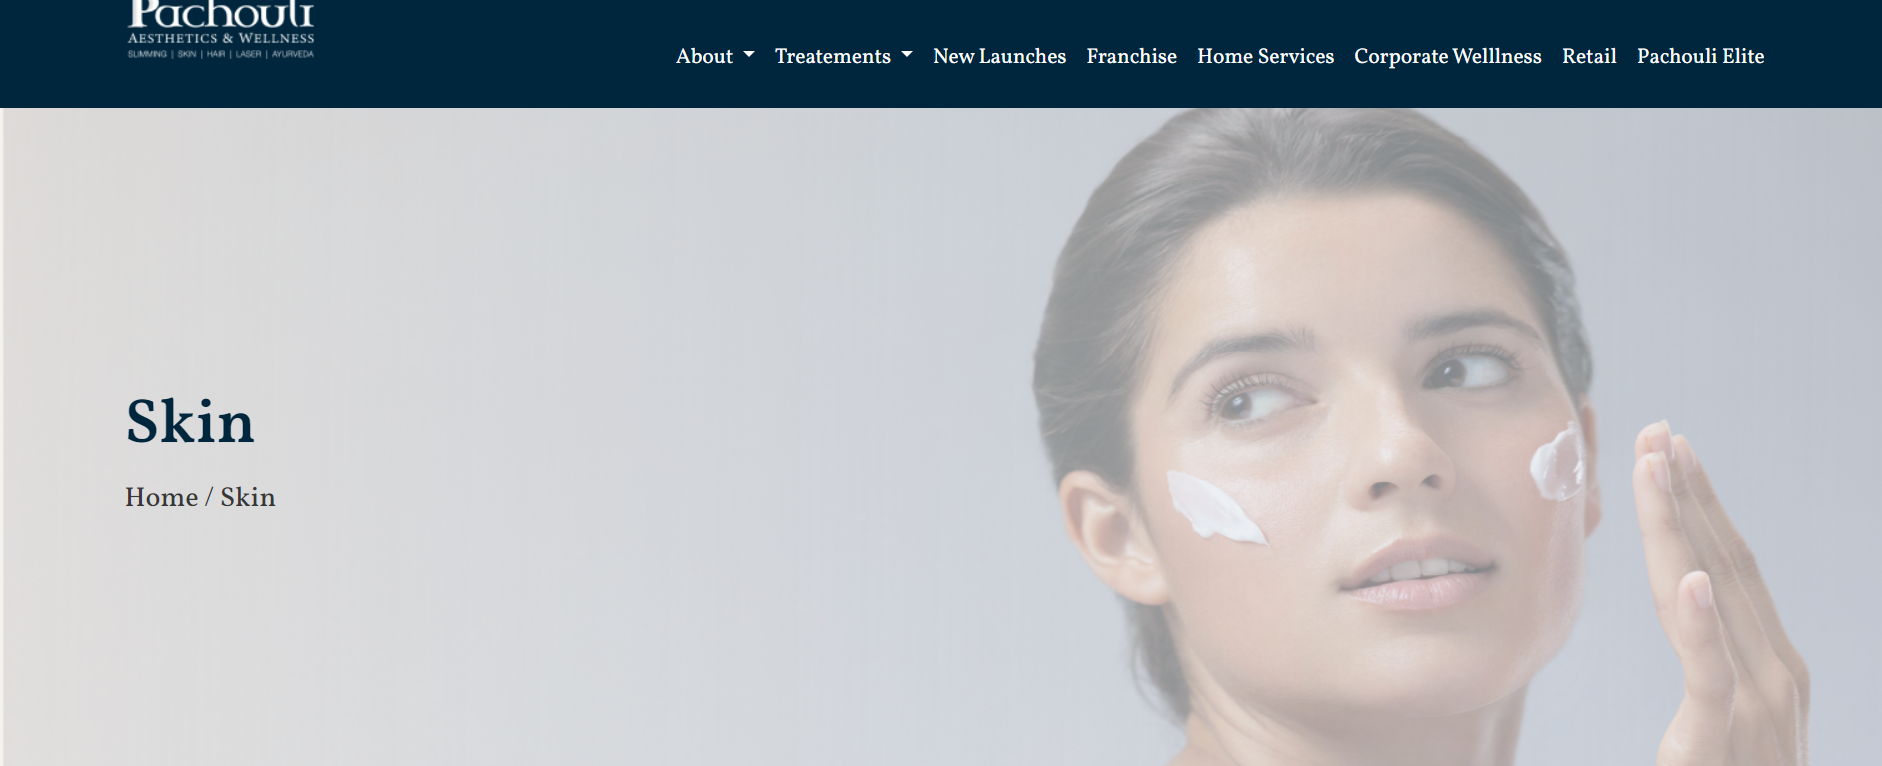 Pachouli
AESTHETICS & WELLNESS
SLIMMING | SKIN | HAIR | LASER | AYURVEDA
About Treatements New Launches Franchise Home Services Corporate Welllness Retail Pachouli Elite
Skin
Home / Skin